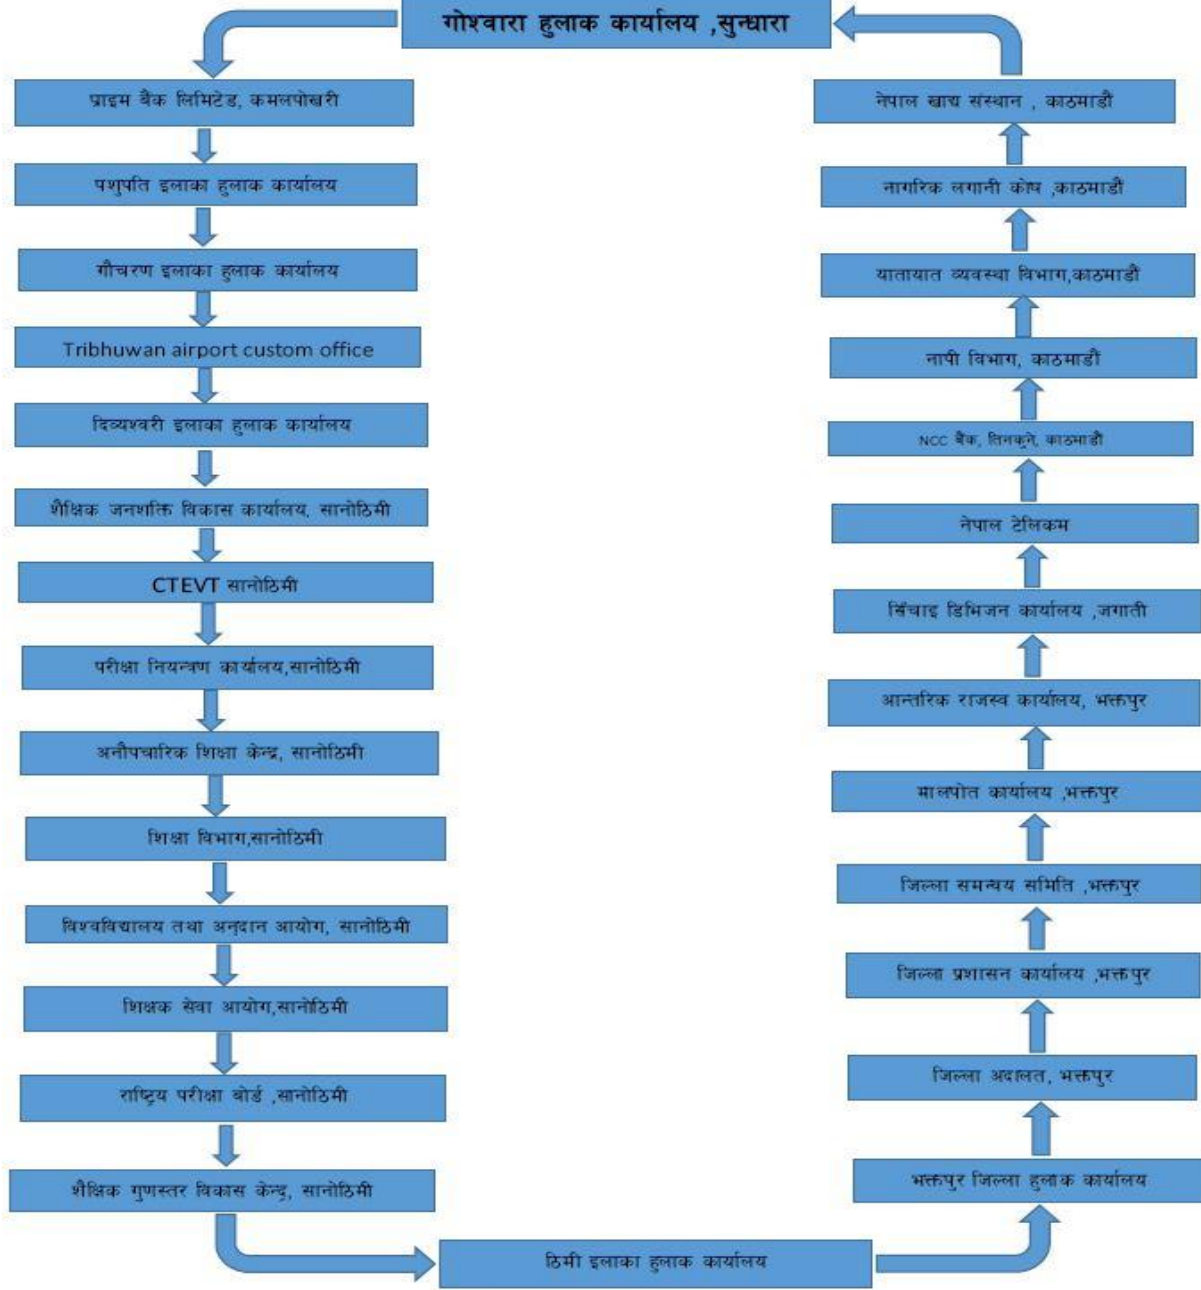 गोश्वारा हुलाक कार्यालय ,सुन्धारा
प्राइम बैंक लिमिटेड, कमलपोखरी
पशुपति इलाका हुलाक कार्यालय
गौचरण इलाका हुलाक कार्यालय
Tribhuwan airport custom office
दिव्यश्वरी इलाका हुलाक कार्यालय
शैक्षिक जनशक्ति विकास कार्यालय, सानोठिमी
CTEVT सानोठिमी
परीक्षा नियन्त्रण कार्यालय,सानोठिमी
अनौपचारिक शिक्षा केन्द्र, सानोठिमी
शिक्षा विभाग,सानोठिमी
विश्वविद्यालय तथा अनुदान आयोग, सानोठिमी
शिक्षक सेवा आयोग,सानोठिमी
राष्ट्रिय परीक्षा बोर्ड ,सानोठिमी
शैक्षिक गुणस्तर विकास केन्द्र, सानोठिमी
ठिमी इलाका हुलाक कार्यालय
भक्तपुर जिल्ला हुलाक कार्यालय
जिल्ला अदालत, भक्तपुर
जिल्ला प्रशासन कार्यालय ,भक्तपुर
जिल्ला समन्वय समिति ,भक्तपुर
मालपोत कार्यालय ,भक्तपुर
आन्तरिक राजस्व कार्यालय, भक्तपुर
सिँचाइ डिभिजन कार्यालय ,जगाती
नेपाल टेलिकम
NCC बैंक, तिनकुने, काठमाडौं
नापी विभाग, काठमाडौं
यातायात व्यवस्था विभाग,काठमाडौं
नागरिक लगानी कोष ,काठमाडौं
नेपाल खाद्य संस्थान , काठमाडौं